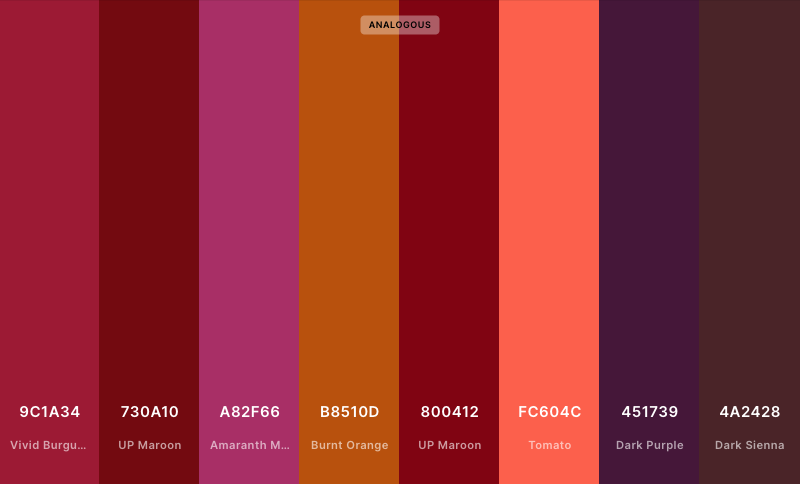 ANALOGOUS
9C1A34 730A10 A82F66 B8510D 800412 FC604C 451739 4A2428
Vivid Burgu... UP Maroon Amaranth M... Burnt Orange UP Maroon Tomato Dark Purple Dark Sienna